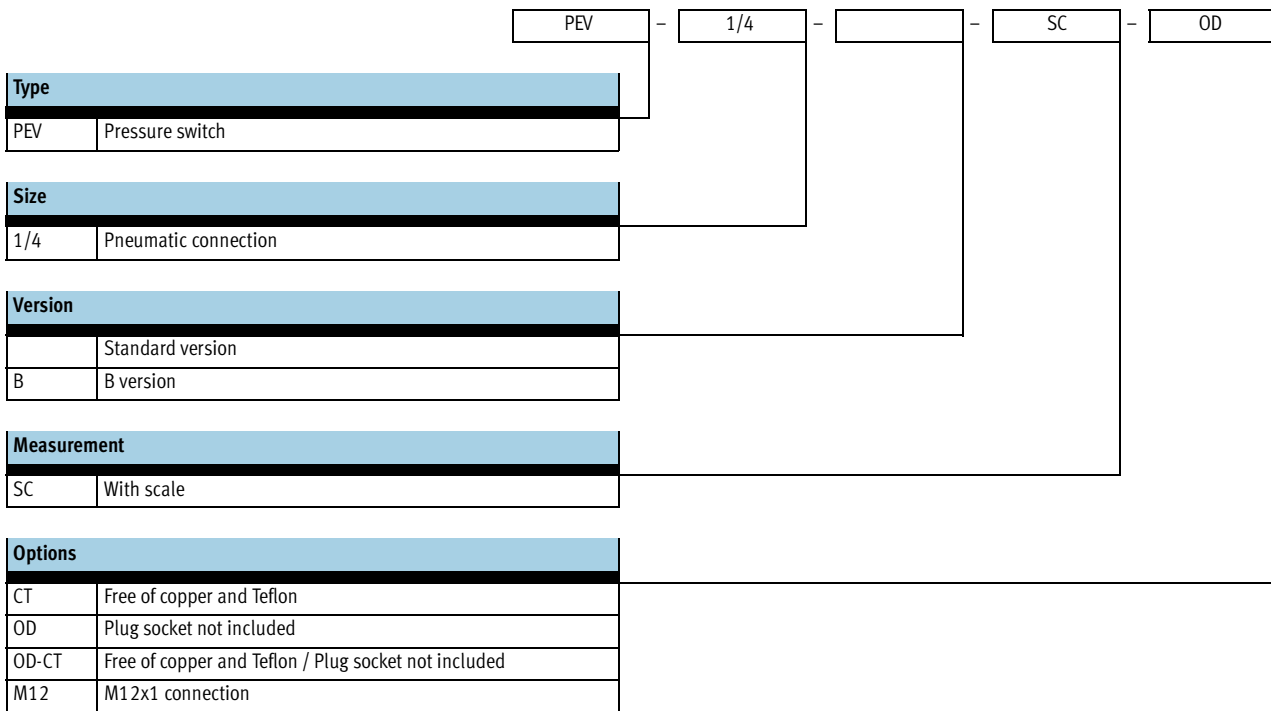 PEV – 1/4 – – SC – OD
Type
PEV Pressure switch
Size
1/4 Pneumatic connection
Version
Standard version
B B version
Measurement
SC With scale
Options
CT Free of copper and Teflon
OD Plug socket not included
OD-CT Free of copper and Teflon / Plug socket not included
M12 M12x1 connection